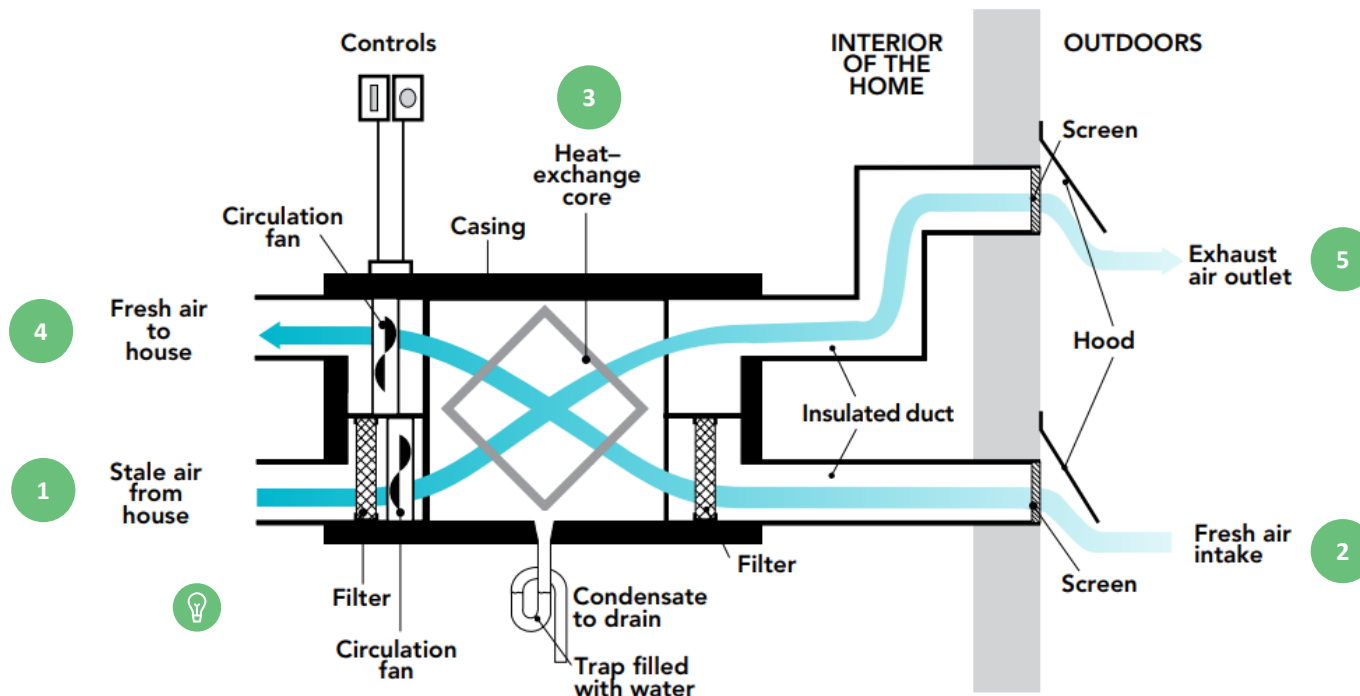 Controls
INTERIOR
OF THE
HOME
OUTDOORS
3
Heat–
exchange
core
Screen
Circulation
fan
Casing
Exhaust
air outlet
5
4
Fresh air
to
house
Hood
Insulated duct
1
Stale air
from
house
Fresh air
intake
2
Filter
Screen
Filter
Condensate
to drain
Circulation
fan
Trap filled
with water